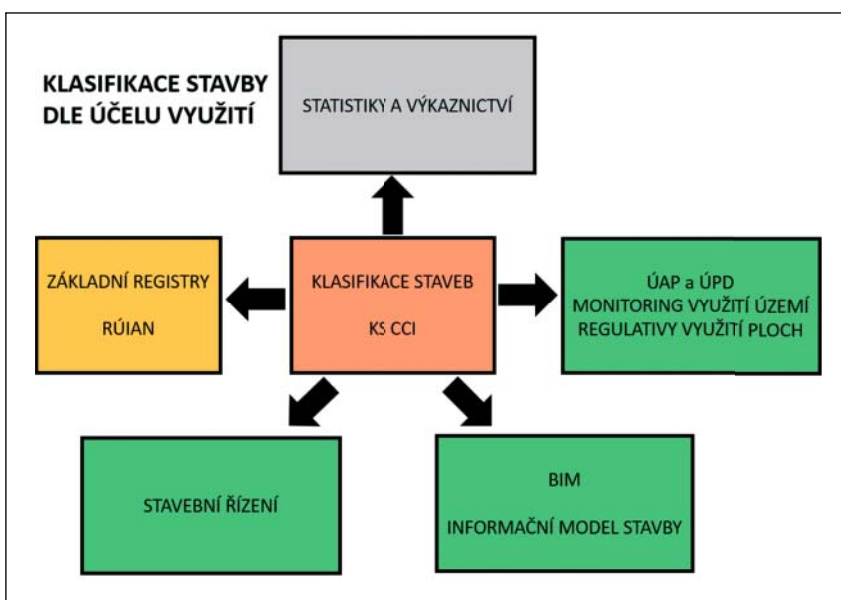 KLASIFIKACE STAVBY
DLE ÚČELU VYUŽITÍ
STATISTIKY A VÝKAZNICTVÍ
ZÁKLADNÍ REGISTRY
RÚIAN
KLASIFIKACE STAVEB
KS CCI
ÚAP a ÚPD
MONITORING VYUŽITÍ ÚZEMÍ
REGULATIVY VYUŽITÍ PLOCH
STAVEBNÍ ŘÍZENÍ
BIM
INFORMAČNÍ MODEL STAVBY